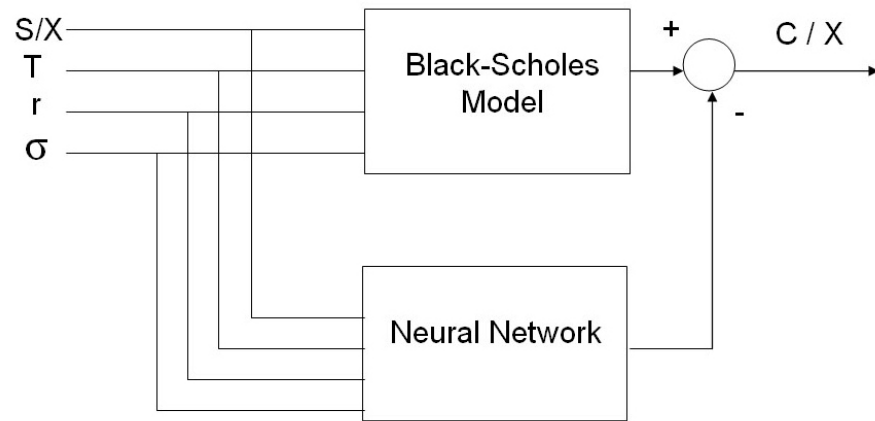 S/X
T
r
σ
Black-Scholes
Model
+
C / X
-
Neural Network